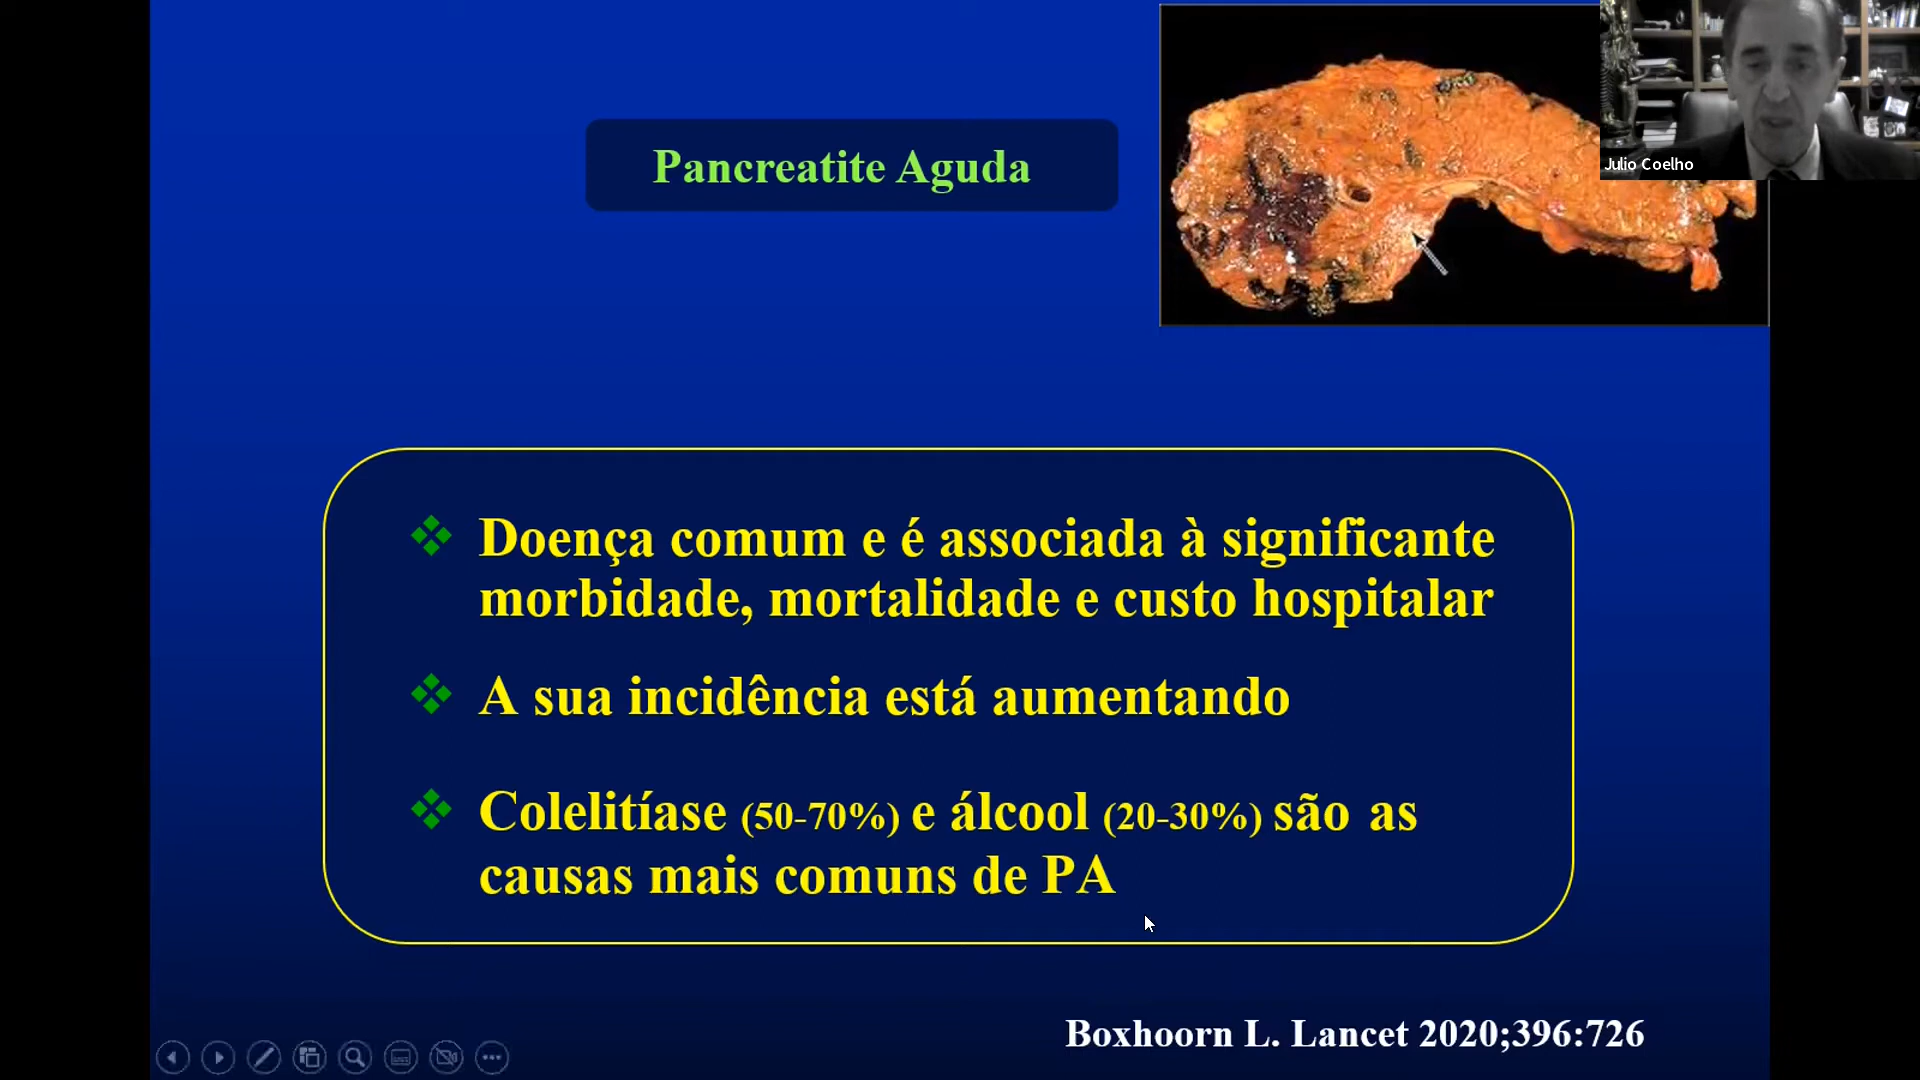 Julio Coelho
Pancreatite Aguda
Doença comum e é associada à significante
morbidade, mortalidade e custo hospitalar
A sua incidência está aumentando
Colelitíase (50-70%) e álcool (20-30%) são as
causas mais comuns de PA
Boxhoorn L. Lancet 2020;396:726